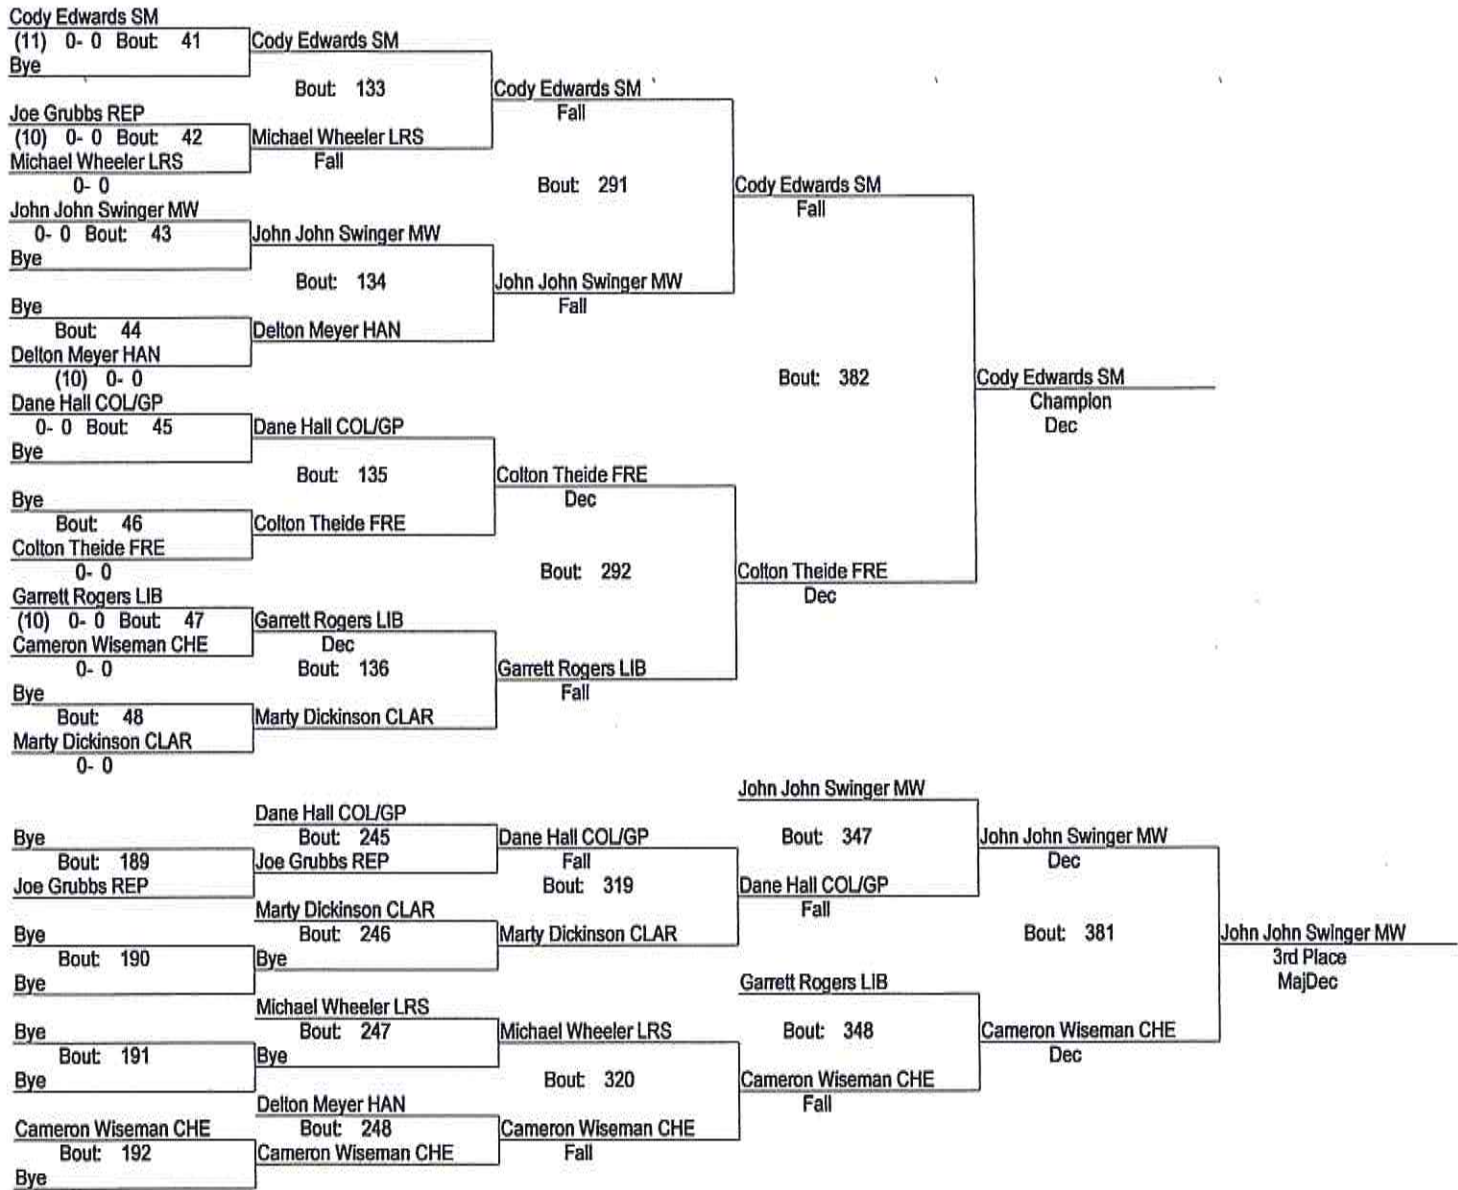 Cody Edwards SM
(11) 0- 0 Bout: 41
Bye
Joe Grubbs REP
(10) 0- 0 Bout: 42
Michael Wheeler LRS
0- 0
John John Swinger MW
0- 0 Bout: 43
Bye
Bye
Bout: 44
Delton Meyer HAN
(10) 0- 0
Dane Hall COL/GP
0- 0 Bout: 45
Bye
Bye
Bout: 46
Colton Theide FRE
0- 0
Garrett Rogers LIB
(10) 0- 0 Bout: 47
Cameron Wiseman CHE
0- 0
Bye
Bout: 48
Marty Dickinson CLAR
0- 0
Cody Edwards SM
Bout: 133
Michael Wheeler LRS
Fall
John John Swinger MW
Bout: 134
Delton Meyer HAN
Dane Hall COL/GP
Bout: 135
Colton Theide FRE
Garrett Rogers LIB
Dec
Bout: 136
Marty Dickinson CLAR
Cody Edwards SM
Fall
Bout: 291
John John Swinger MW
Fall
Colton Theide FRE
Dec
Bout: 292
Garrett Rogers LIB
Fall
Cody Edwards SM
Fall
Bout: 382
Colton Theide FRE
Dec
Cody Edwards SM
Champion
Dec
Bye
Bout: 189
Joe Grubbs REP
Bye
Bout: 190
Bye
Bye
Bout: 191
Bye
Cameron Wiseman CHE
Bout: 192
Bye
Dane Hall COL/GP
Bout: 245
Joe Grubbs REP
Marty Dickinson CLAR
Bout: 246
Bye
Michael Wheeler LRS
Bout: 247
Bye
Delton Meyer HAN
Bout: 248
Cameron Wiseman CHE
Dane Hall COL/GP
Fall
Bout: 319
Marty Dickinson CLAR
Michael Wheeler LRS
Bout: 320
Cameron Wiseman CHE
Fall
John John Swinger MW
Bout: 347
Dane Hall COL/GP
Fall
Garrett Rogers LIB
Bout: 348
Cameron Wiseman CHE
Fall
John John Swinger MW
Dec
Bout: 381
Cameron Wiseman CHE
Dec
John John Swinger MW
3rd Place
MajDec